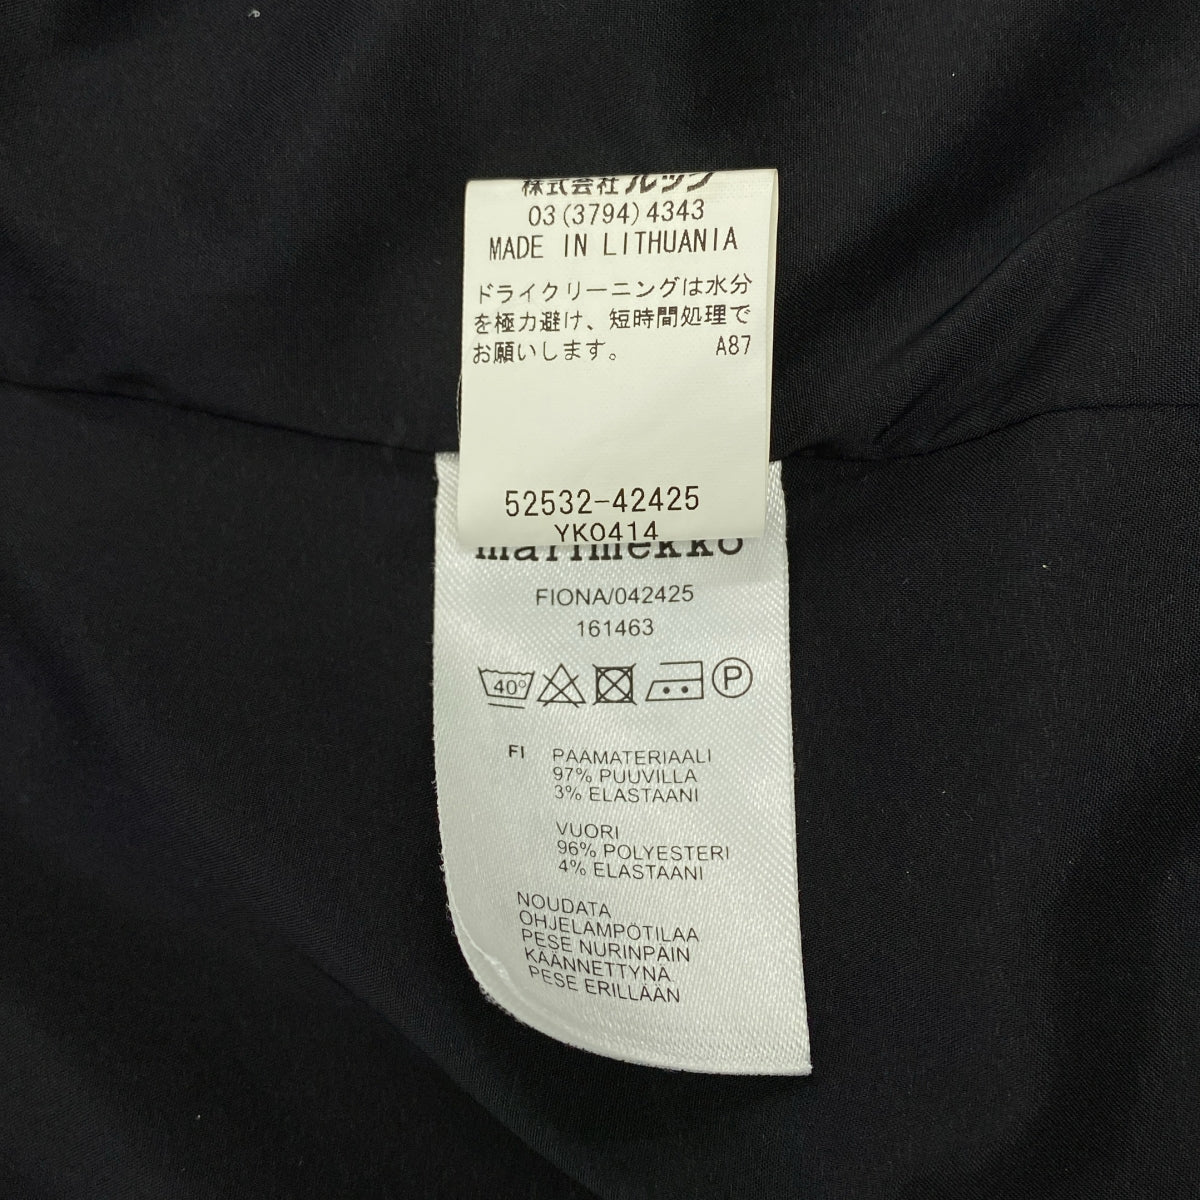 株式会社ルック
03(3794)4343
MADE IN LITHUANIA
ドライクリーニングは水分
を極力避け、短時間処理で
お願いします。 A87
52532-42425
YK0414
marimekko
FIONA/042425
161463
40° P
FI PÄÄMATERIAALI
97% PUUVILLA
3% ELASTAANI
VUORI
96% POLYESTERI
4% ELASTAANI
NOUDATA
OHJELÄMPÖTILAA
PESE NURINPÄIN
KÄÄNNETTYNÄ
PESE ERILLÄÄN